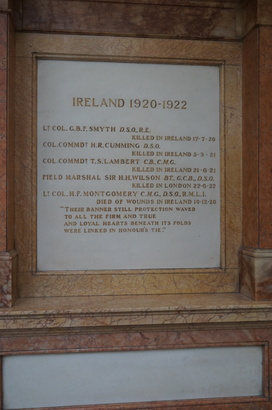 IRELAND 1920-1922
LT COL. G.B.F. SMYTH D.S.O., R.E.
KILLED IN IRELAND 17-7-20
COL. COMMDT H.R. CUMMING D.S.O.
KILLED IN IRELAND 5-3-21
COL. COMMDT T.S. LAMBERT C.B., C.M.G.
KILLED IN IRELAND 21-6-21
FIELD MARSHAL SIR H.H. WILSON BT, G.C.B., D.S.O.
KILLED IN LONDON 22-6-22
LT COL. H.F. MONTGOMERY C.M.G., D.S.O., R.M.L.I.
DIED OF WOUNDS IN IRELAND 10-12-20
"THEIR BANNER STILL PROTECTION WAVED
TO ALL THE FIRM AND TRUE
AND LOYAL HEARTS BENEATH ITS FOLDS
WERE LINKED IN HONOUR'S TIE."